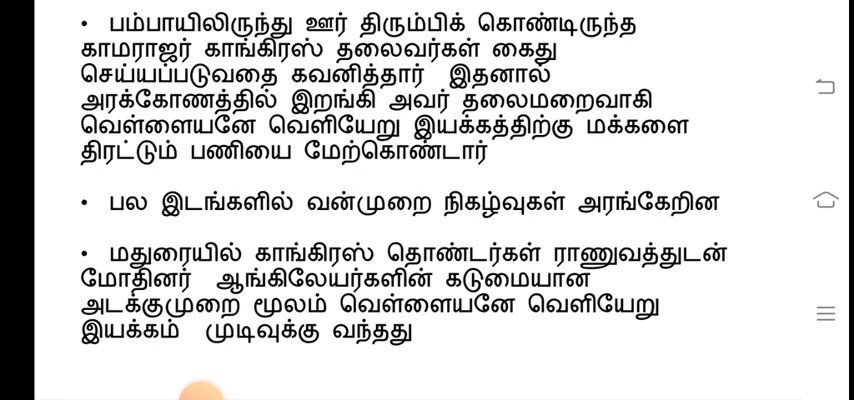 • பம்பாயிலிருந்து ஊர் திரும்பிக் கொண்டிருந்த
காமராஜர் காங்கிரஸ் தலைவர்கள் கைது
செய்யப்படுவதை கவனித்தார் இதனால்
அரக்கோணத்தில் இறங்கி அவர் தலைமறைவாகி
வெள்ளையனே வெளியேறு இயக்கத்திற்கு மக்களை
திரட்டும் பணியை மேற்கொண்டார்
• பல இடங்களில் வன்முறை நிகழ்வுகள் அரங்கேறின
• மதுரையில் காங்கிரஸ் தொண்டர்கள் ராணுவத்துடன்
மோதினர் ஆங்கிலேயர்களின் கடுமையான
அடக்குமுறை மூலம் வெள்ளையனே வெளியேறு
இயக்கம் முடிவுக்கு வந்தது